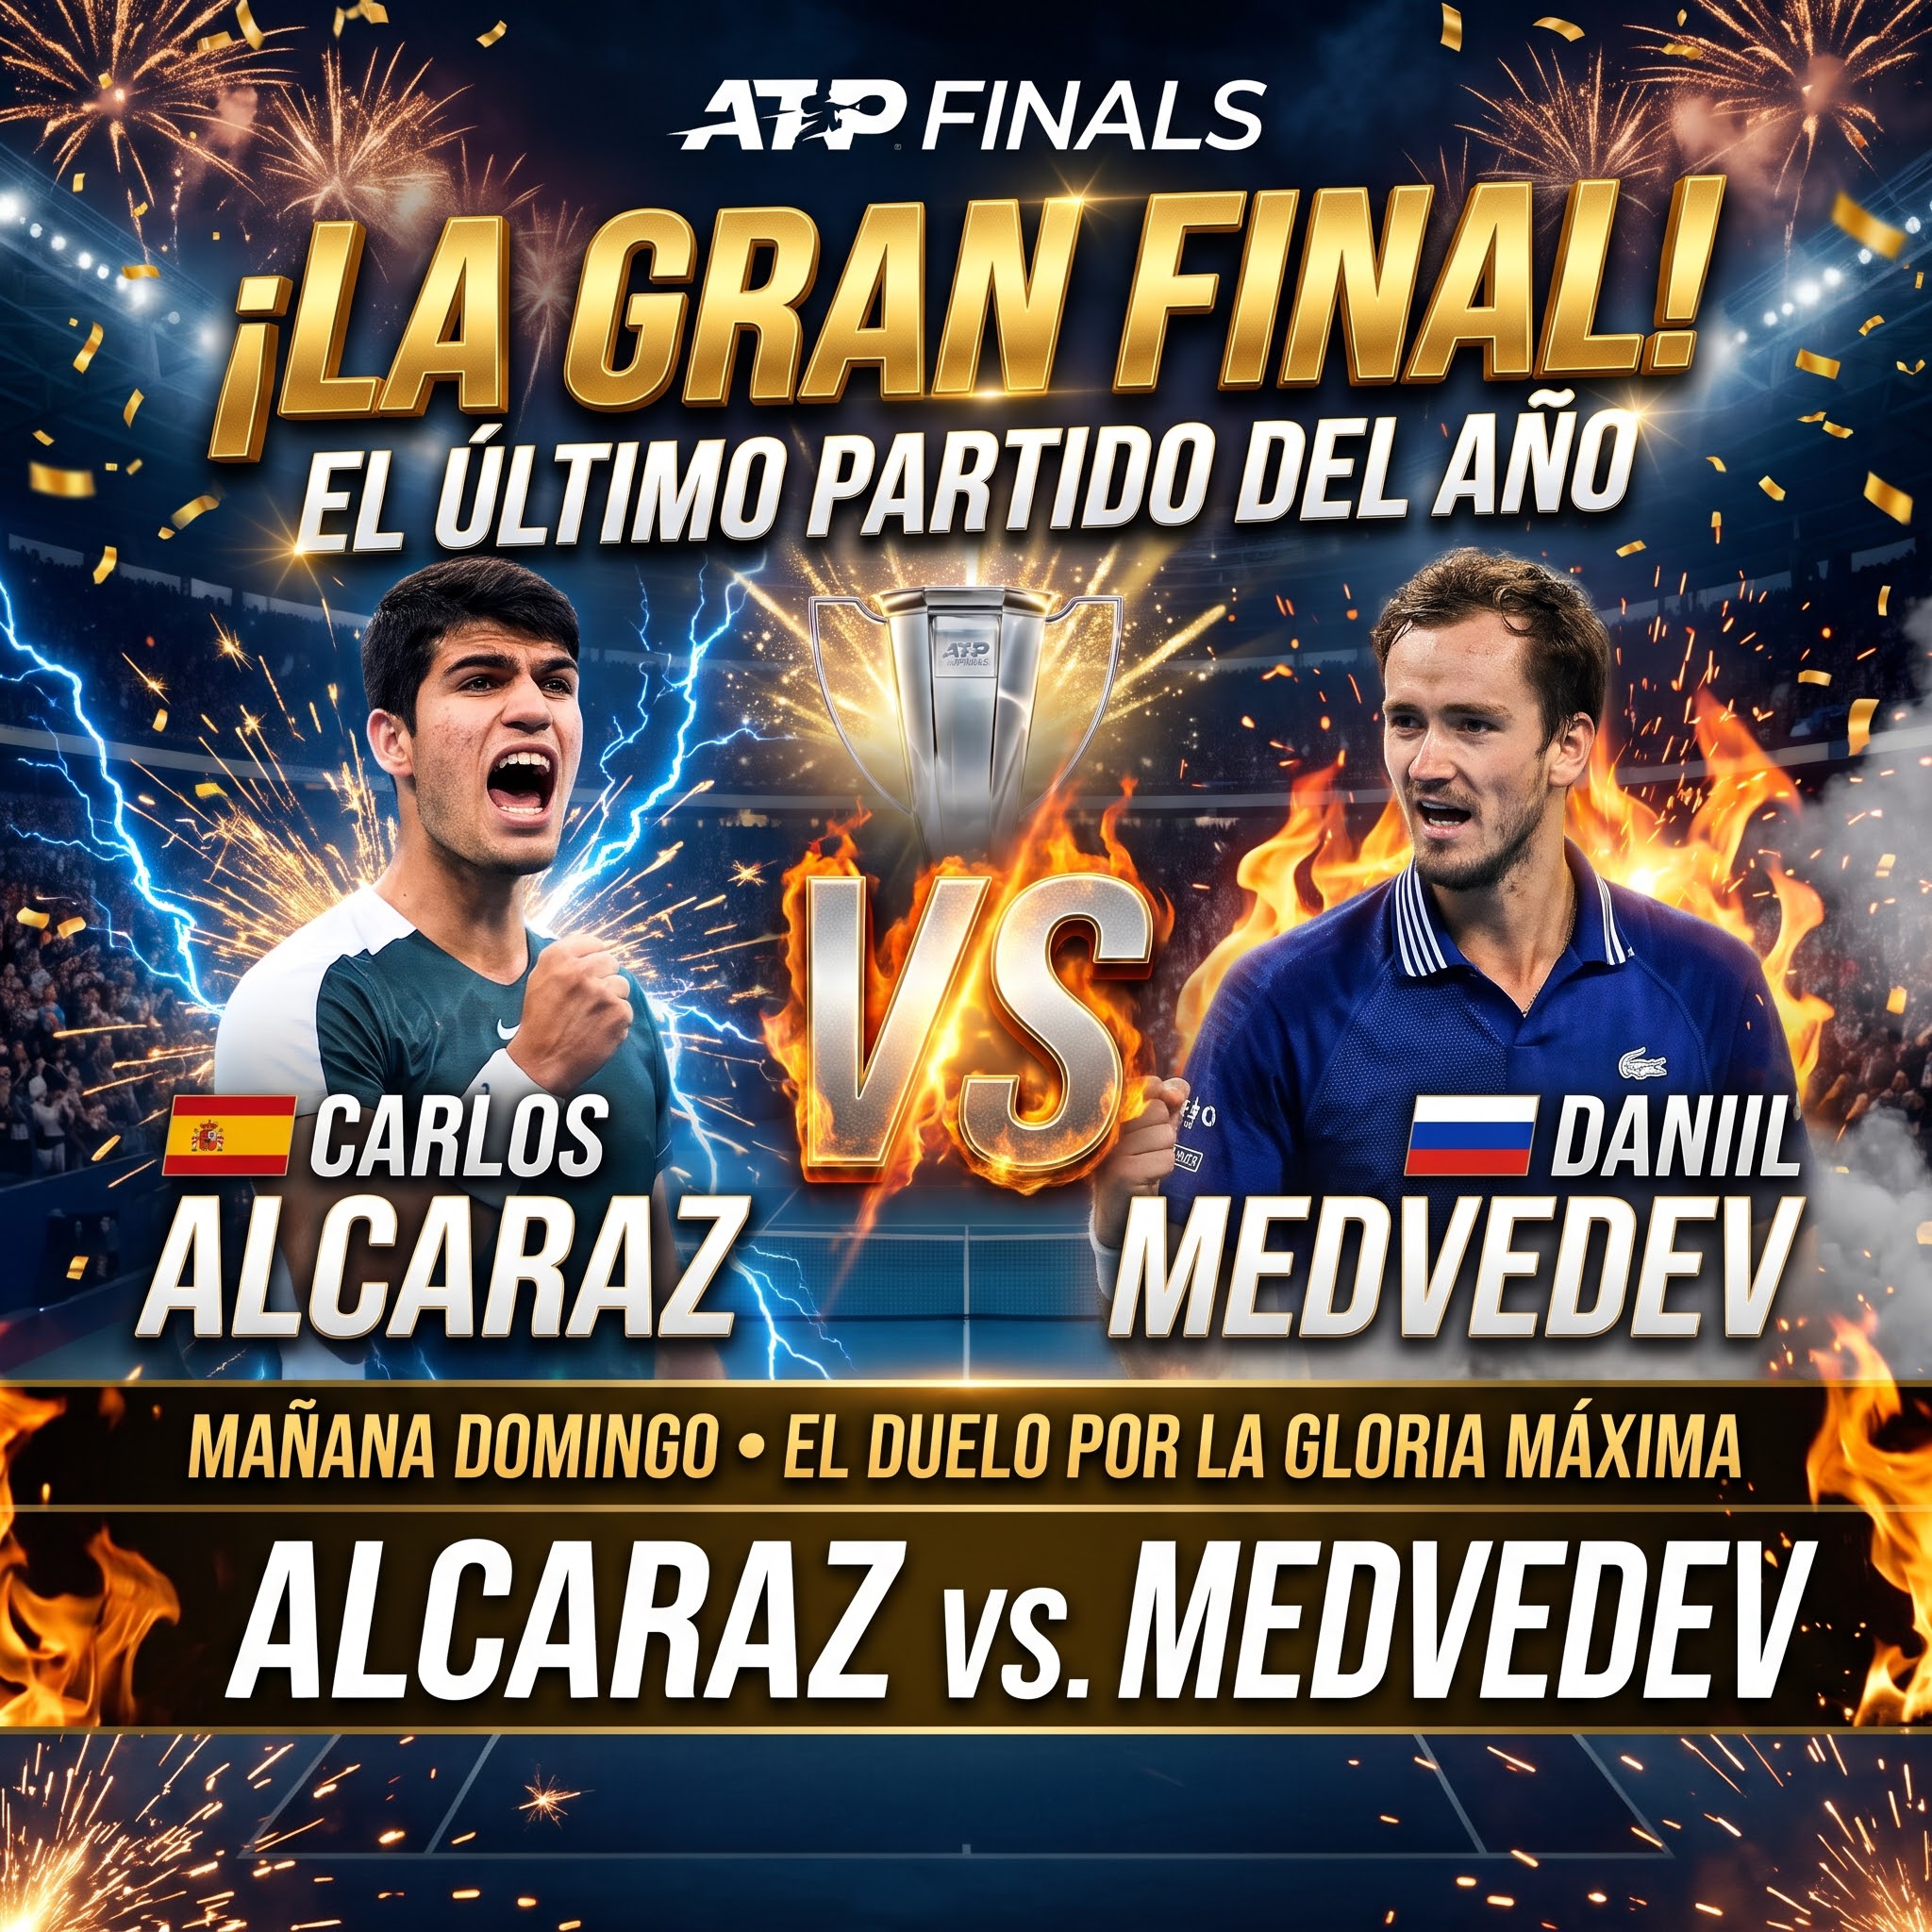 ATP FINALS
¡LA GRAN FINAL!
EL ÚLTIMO PARTIDO DEL AÑO
ATP
VS
CARLOS
ALCARAZ
DANIIL
MEDVEDEV
MAÑANA DOMINGO • EL DUELO POR LA GLORIA MÁXIMA
ALCARAZ VS. MEDVEDEV